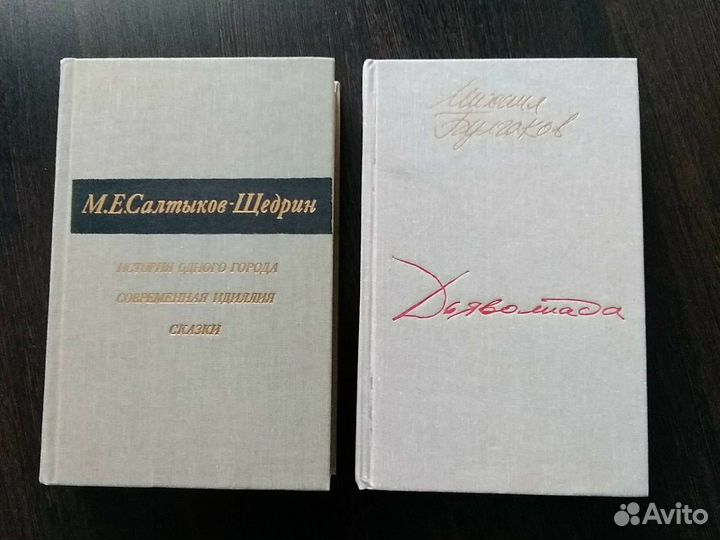 М.Е.Салтыков-Щедрин
ИСТОРИЯ ОДНОГО ГОРОДА
СОВРЕМЕННАЯ ИДИЛЛИЯ
СКАЗКИ
Михаил
Булгаков
Дьяволиада
Avito